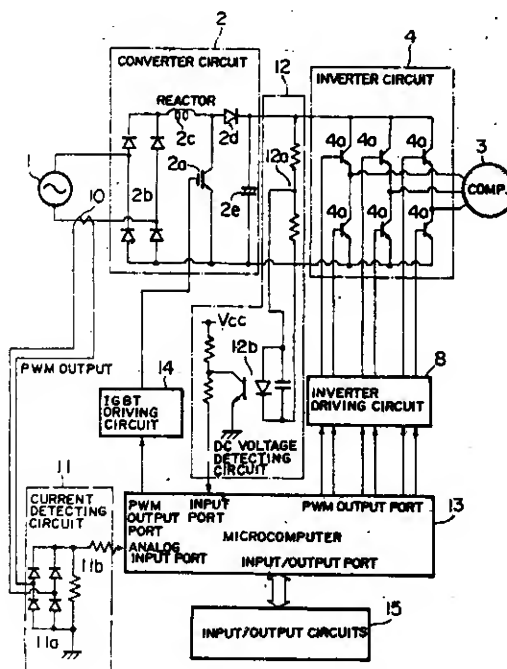 2
4
CONVERTER CIRCUIT
12
INVERTER CIRCUIT
REACTOR
2c
2d
12a
4a
4a
4a
3
COMP.
1
2a
10
2b
2e
4a
4a
4a
Vcc
PWM OUTPUT
14
12b
8
IGBT
DRIVING
CIRCUIT
INVERTER
DRIVING CIRCUIT
DC VOLTAGE
DETECTING
CIRCUIT
11
CURRENT
DETECTING
CIRCUIT
PWM
OUTPUT
PORT
INPUT
PORT
PWM OUTPUT PORT
13
MICROCOMPUTER
ANALOG
INPUT PORT
INPUT/OUTPUT PORT
11b
11a
15
INPUT/OUTPUT CIRCUITS